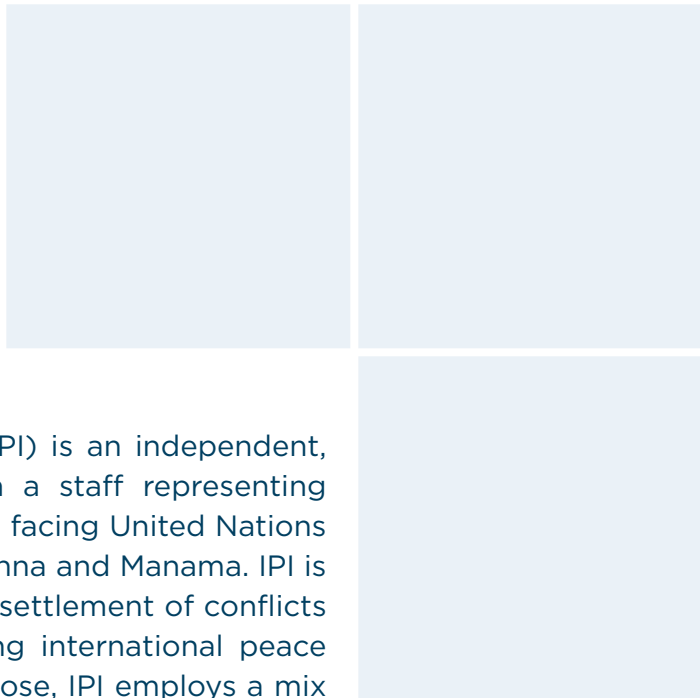 PI) is an independent,
a staff representing
facing United Nations
nna and Manama. IPI is
settlement of conflicts
ng international peace
ose, IPI employs a mix